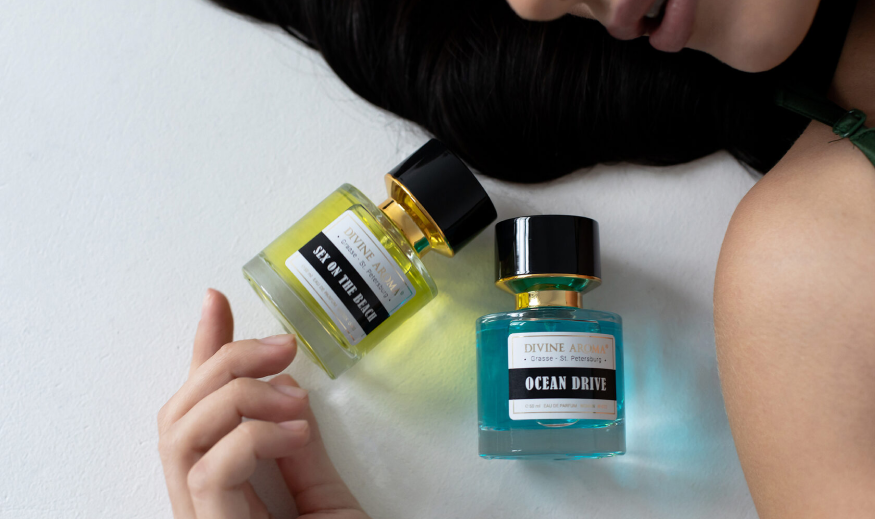 DIVINE AROMA®
• Grasse - St. Petersburg •
SEX ON THE BEACH
DIVINE AROMA®
• Grasse - St. Petersburg •
OCEAN DRIVE
EAU DE PARFUM